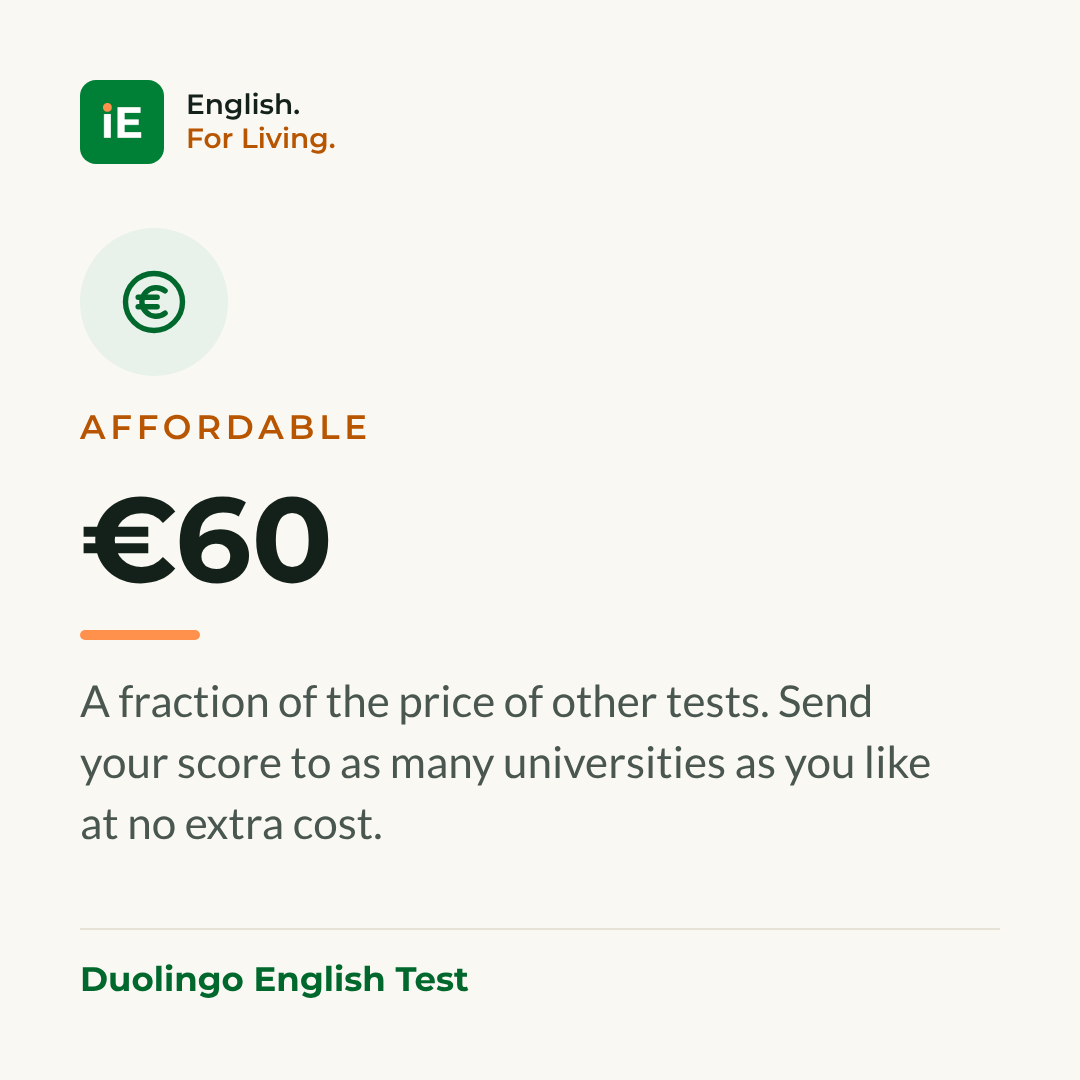 iE
English.
For Living.
€
AFFORDABLE
€60
A fraction of the price of other tests. Send
your score to as many universities as you like
at no extra cost.
Duolingo English Test